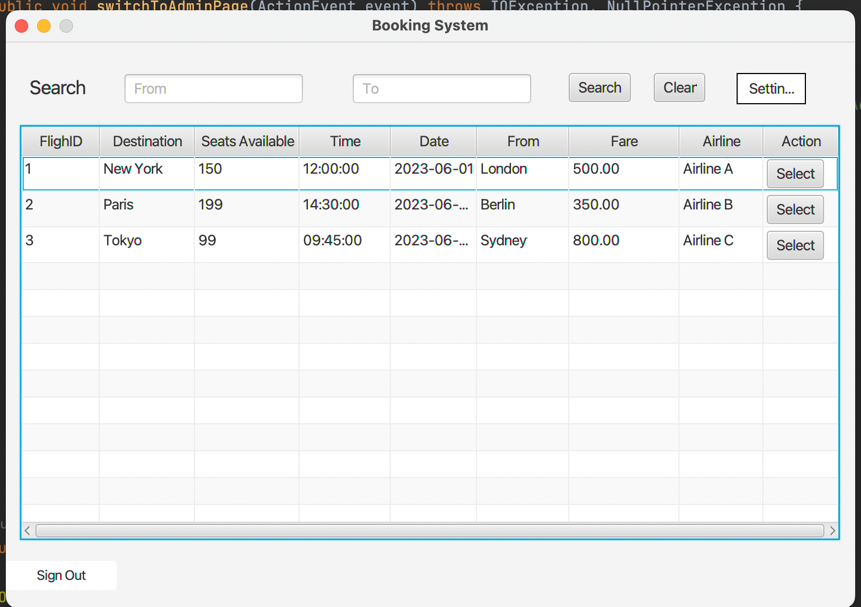 public void switchToAdminPage(ActionEvent event) throws IOException, NullPointerException {
Booking System
Search From To Search Clear Settin...
FlighID Destination Seats Available Time Date From Fare Airline Action
1 New York 150 12:00:00 2023-06-01 London 500.00 Airline A Select
2 Paris 199 14:30:00 2023-06-... Berlin 350.00 Airline B Select
3 Tokyo 99 09:45:00 2023-06-... Sydney 800.00 Airline C Select
Sign Out